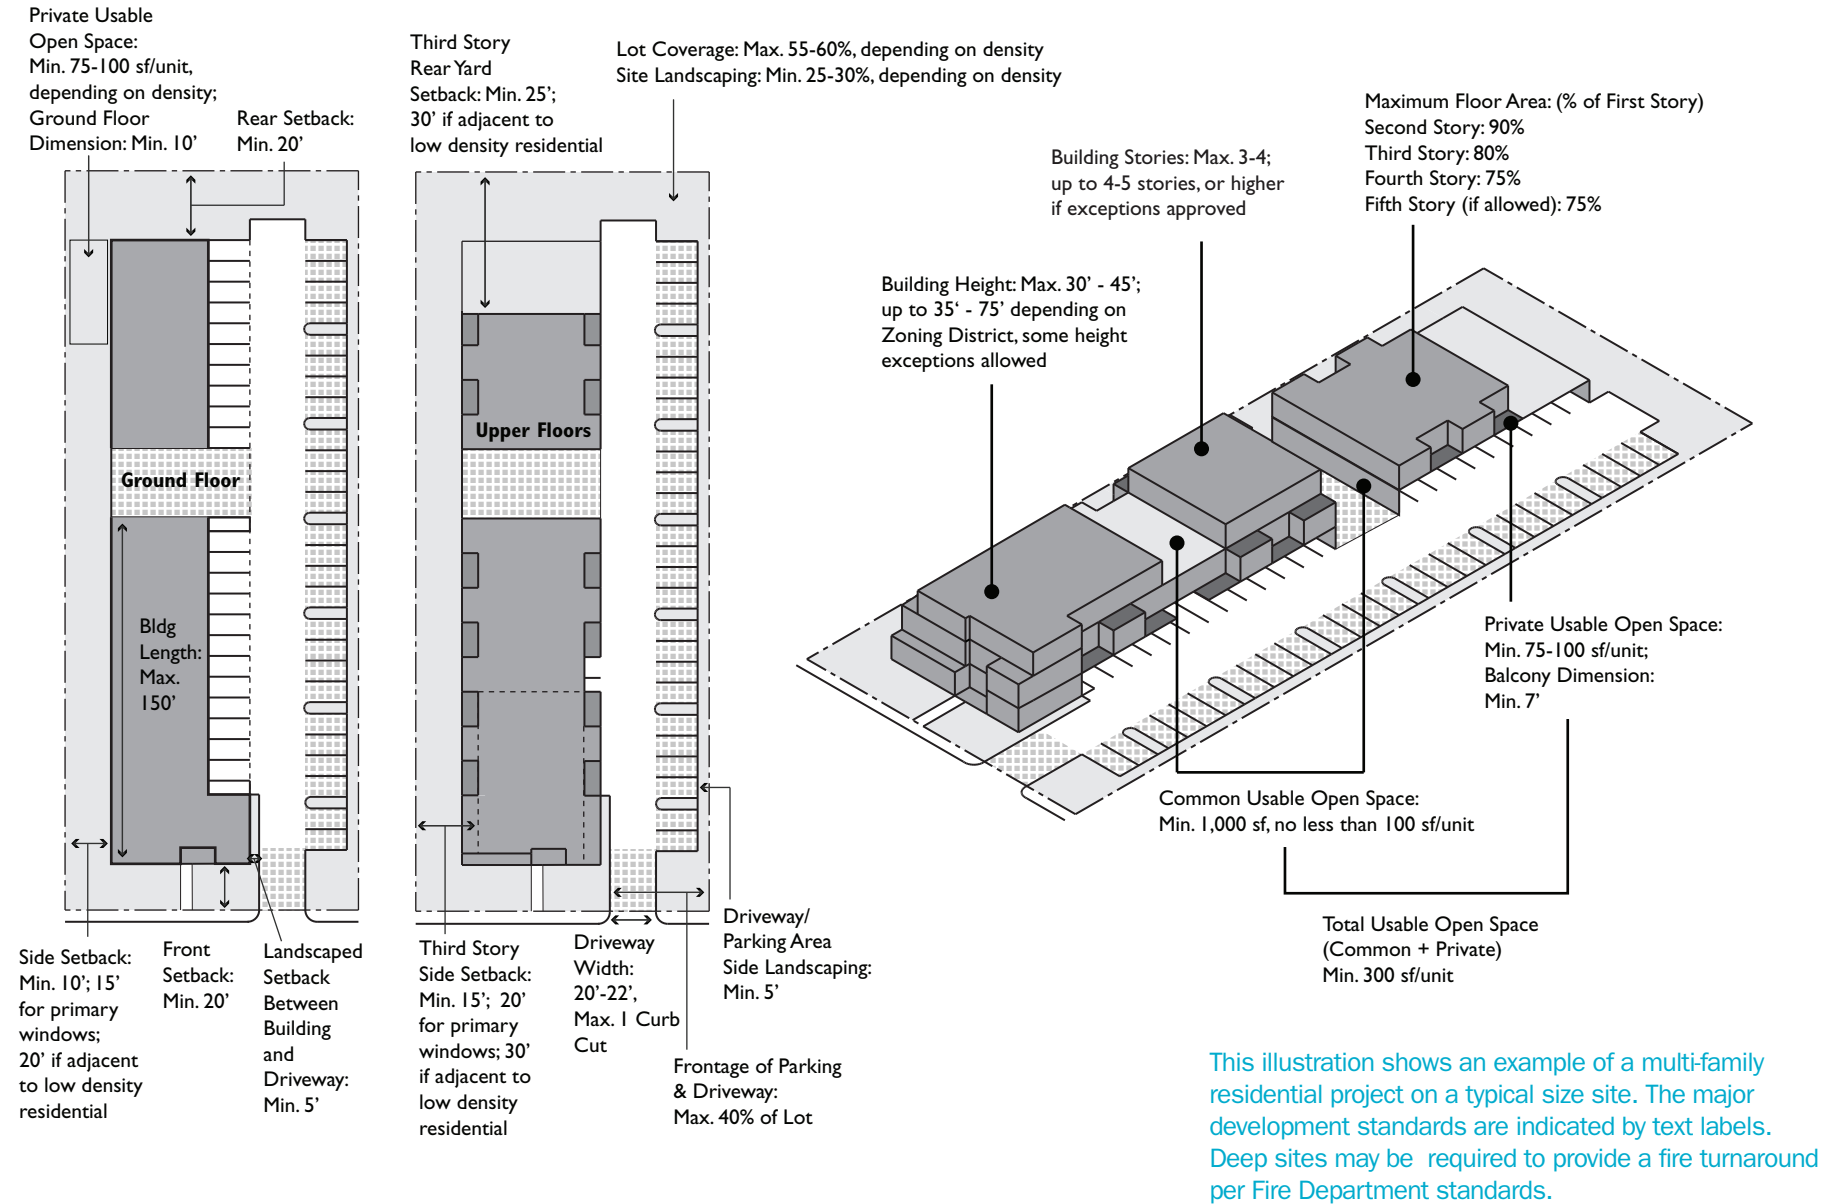 Private Usable
Open Space:
Min. 75-100 sf/unit,
depending on density;
Ground Floor
Dimension: Min. 10’
Rear Setback:
Min. 20’
Third Story
Rear Yard
Setback: Min. 25’;
30’ if adjacent to
low density residential
Lot Coverage: Max. 55-60%, depending on density
Site Landscaping: Min. 25-30%, depending on density
Building Stories: Max. 3-4;
up to 4-5 stories, or higher
if exceptions approved
Maximum Floor Area: (% of First Story)
Second Story: 90%
Third Story: 80%
Fourth Story: 75%
Fifth Story (if allowed): 75%
Building Height: Max. 30’ - 45’;
up to 35‘ - 75’ depending on
Zoning District, some height
exceptions allowed
Ground Floor
Upper Floors
Bldg
Length:
Max.
150’
Side Setback:
Min. 10’; 15’
for primary
windows;
20’ if adjacent
to low density
residential
Front
Setback:
Min. 20’
Landscaped
Setback
Between
Building
and
Driveway:
Min. 5’
Third Story
Side Setback:
Min. 15’; 20’
for primary
windows; 30’
if adjacent to
low density
residential
Driveway
Width:
20’-22’,
Max. 1 Curb
Cut
Frontage of Parking
& Driveway:
Max. 40% of Lot
Driveway/
Parking Area
Side Landscaping:
Min. 5’
Private Usable Open Space:
Min. 75-100 sf/unit;
Balcony Dimension:
Min. 7’
Common Usable Open Space:
Min. 1,000 sf, no less than 100 sf/unit
Total Usable Open Space
(Common + Private)
Min. 300 sf/unit
This illustration shows an example of a multi-family
residential project on a typical size site. The major
development standards are indicated by text labels.
Deep sites may be required to provide a fire turnaround
per Fire Department standards.